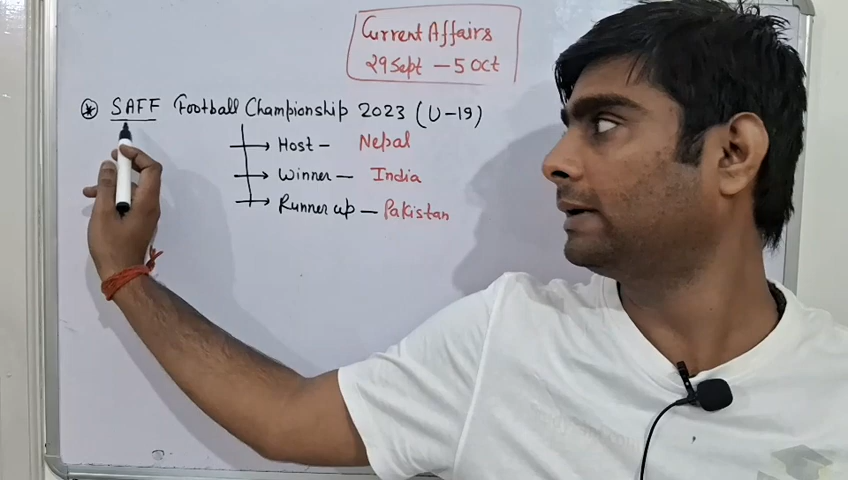 Current Affairs
29 Sept — 5 Oct
SAFF Football Championship 2023 (U-19)
Host — Nepal
Winner — India
Runner up — Pakistan